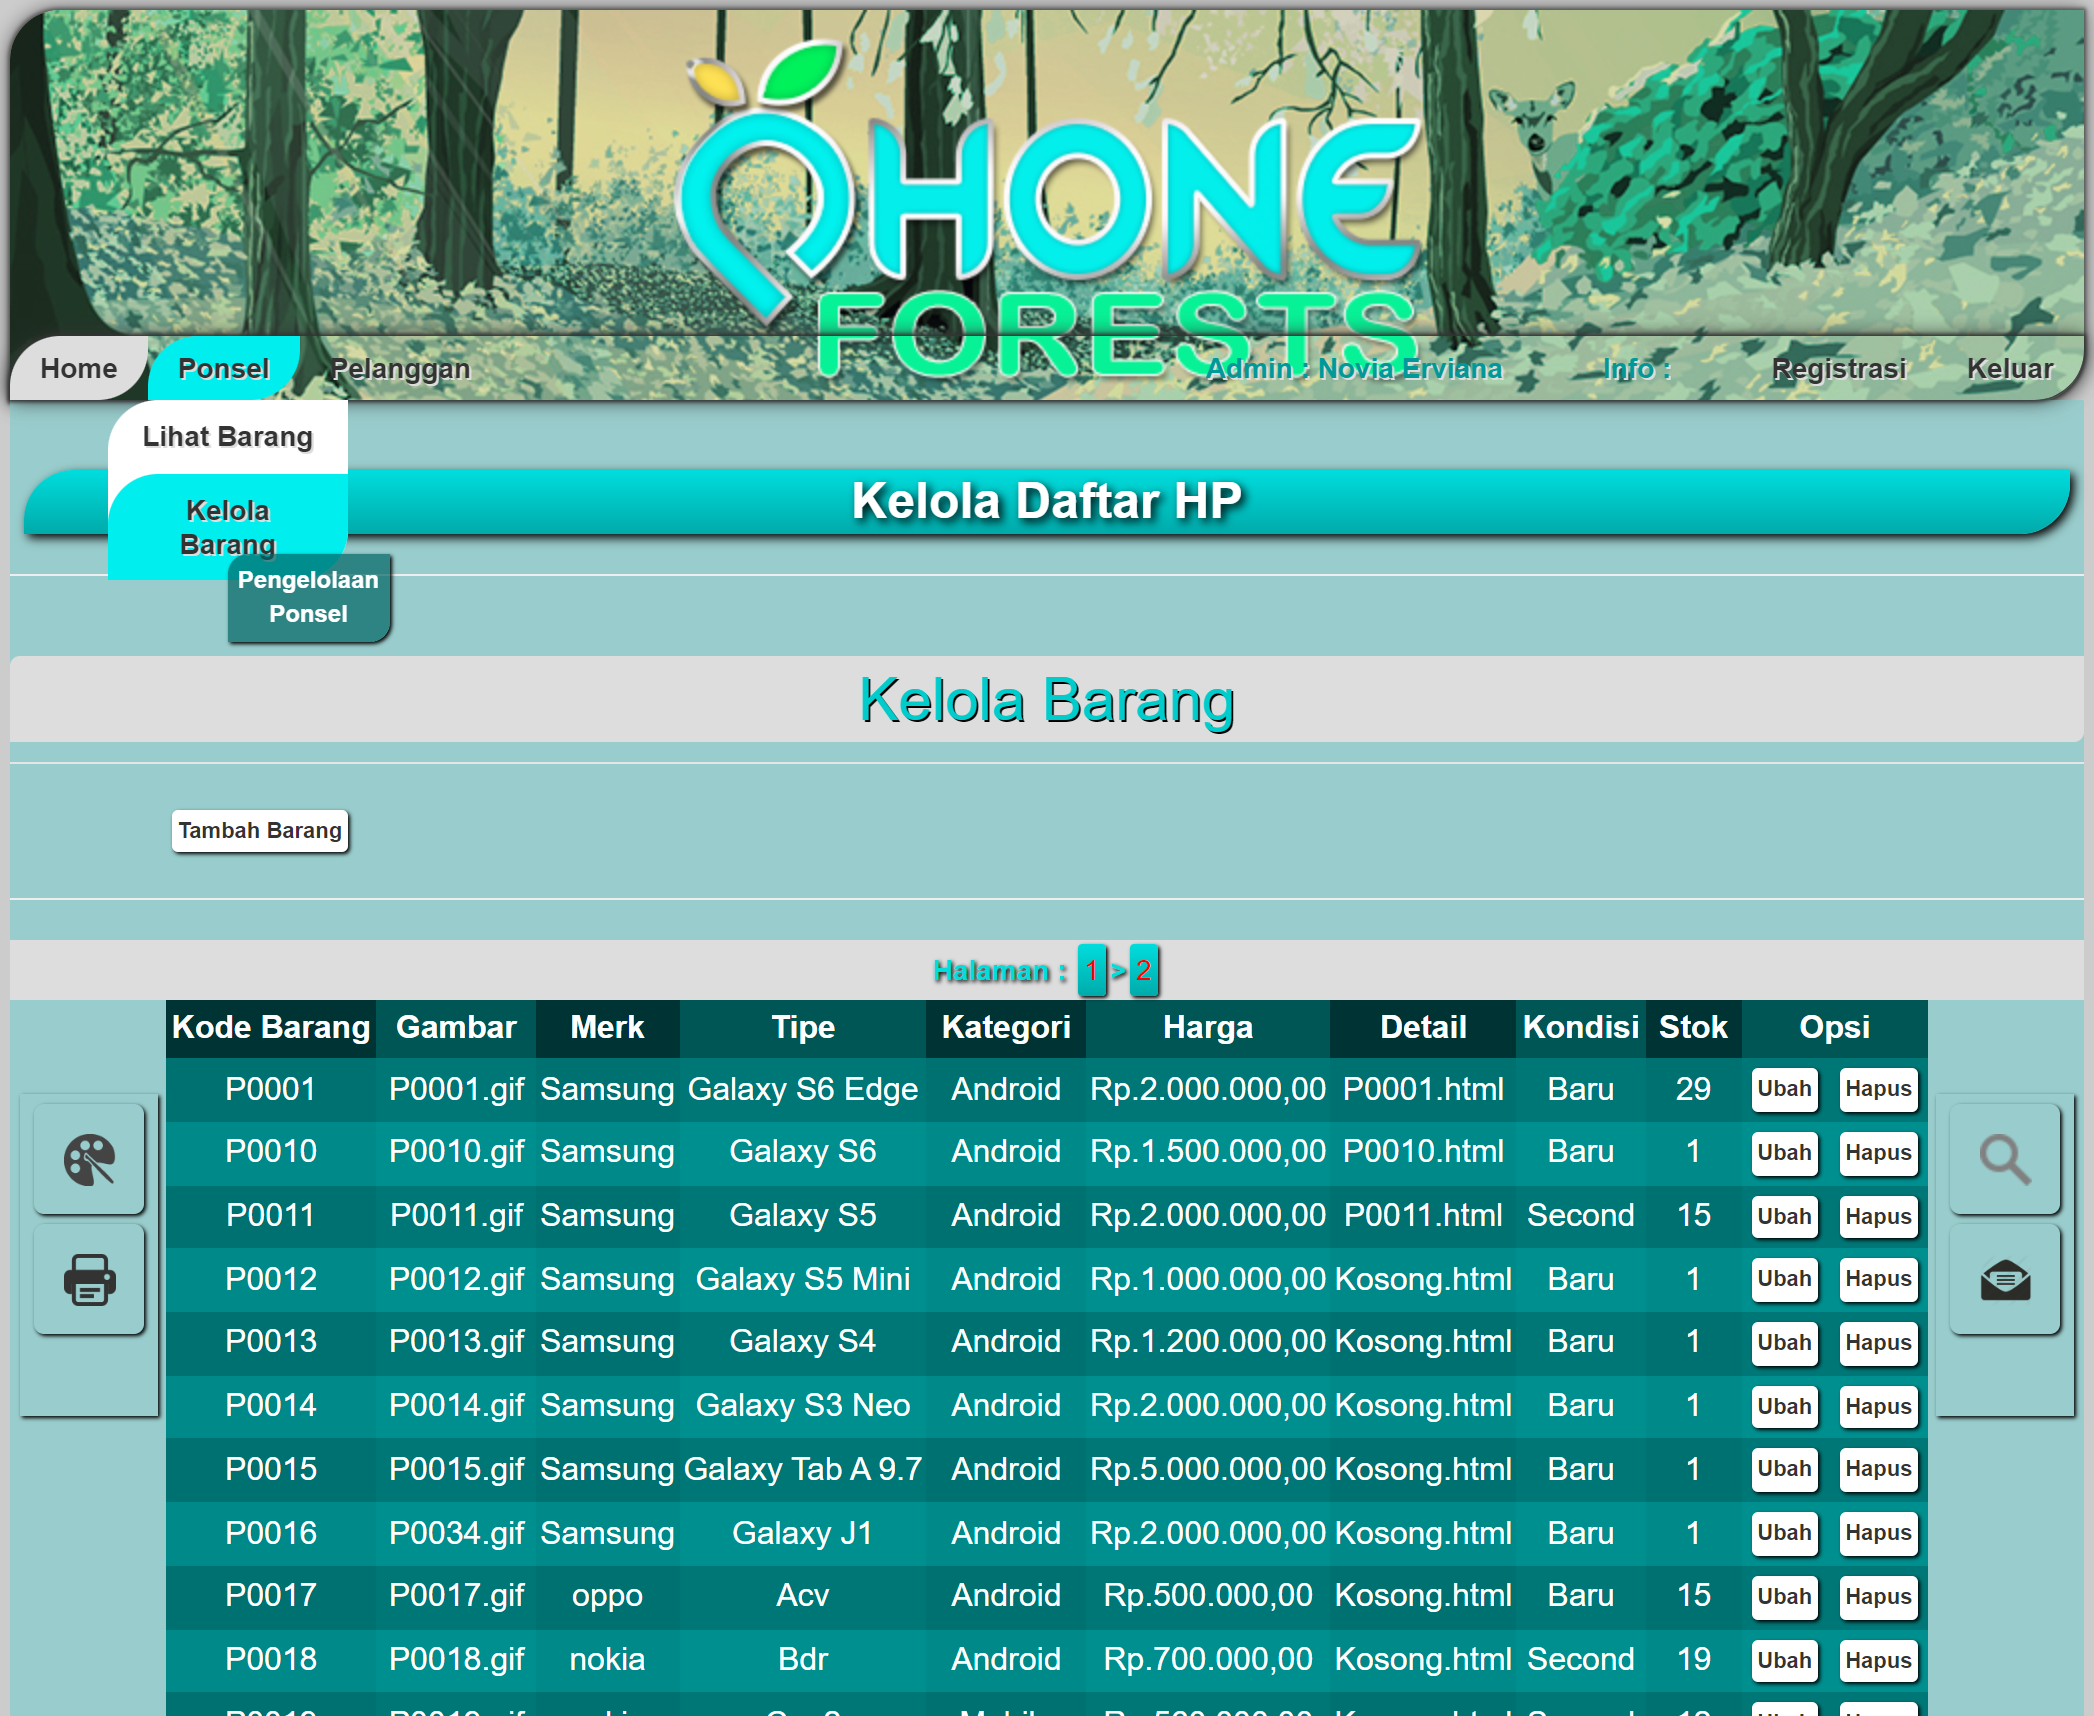 PHONE
FORESTS
Home Ponsel Pelanggan Admin : Novia Erviana Info : Registrasi Keluar
Lihat Barang
Kelola Daftar HP
Kelola
Barang
Pengelolaan
Ponsel
Kelola Barang
Tambah Barang
Halaman : 1 > 2
Kode Barang Gambar Merk Tipe Kategori Harga Detail Kondisi Stok Opsi
P0001 P0001.gif Samsung Galaxy S6 Edge Android Rp.2.000.000,00 P0001.html Baru 29 Ubah Hapus
P0010 P0010.gif Samsung Galaxy S6 Android Rp.1.500.000,00 P0010.html Baru 1 Ubah Hapus
P0011 P0011.gif Samsung Galaxy S5 Android Rp.2.000.000,00 P0011.html Second 15 Ubah Hapus
P0012 P0012.gif Samsung Galaxy S5 Mini Android Rp.1.000.000,00 Kosong.html Baru 1 Ubah Hapus
P0013 P0013.gif Samsung Galaxy S4 Android Rp.1.200.000,00 Kosong.html Baru 1 Ubah Hapus
P0014 P0014.gif Samsung Galaxy S3 Neo Android Rp.2.000.000,00 Kosong.html Baru 1 Ubah Hapus
P0015 P0015.gif Samsung Galaxy Tab A 9.7 Android Rp.5.000.000,00 Kosong.html Baru 1 Ubah Hapus
P0016 P0034.gif Samsung Galaxy J1 Android Rp.2.000.000,00 Kosong.html Baru 1 Ubah Hapus
P0017 P0017.gif oppo Acv Android Rp.500.000,00 Kosong.html Baru 15 Ubah Hapus
P0018 P0018.gif nokia Bdr Android Rp.700.000,00 Kosong.html Second 19 Ubah Hapus